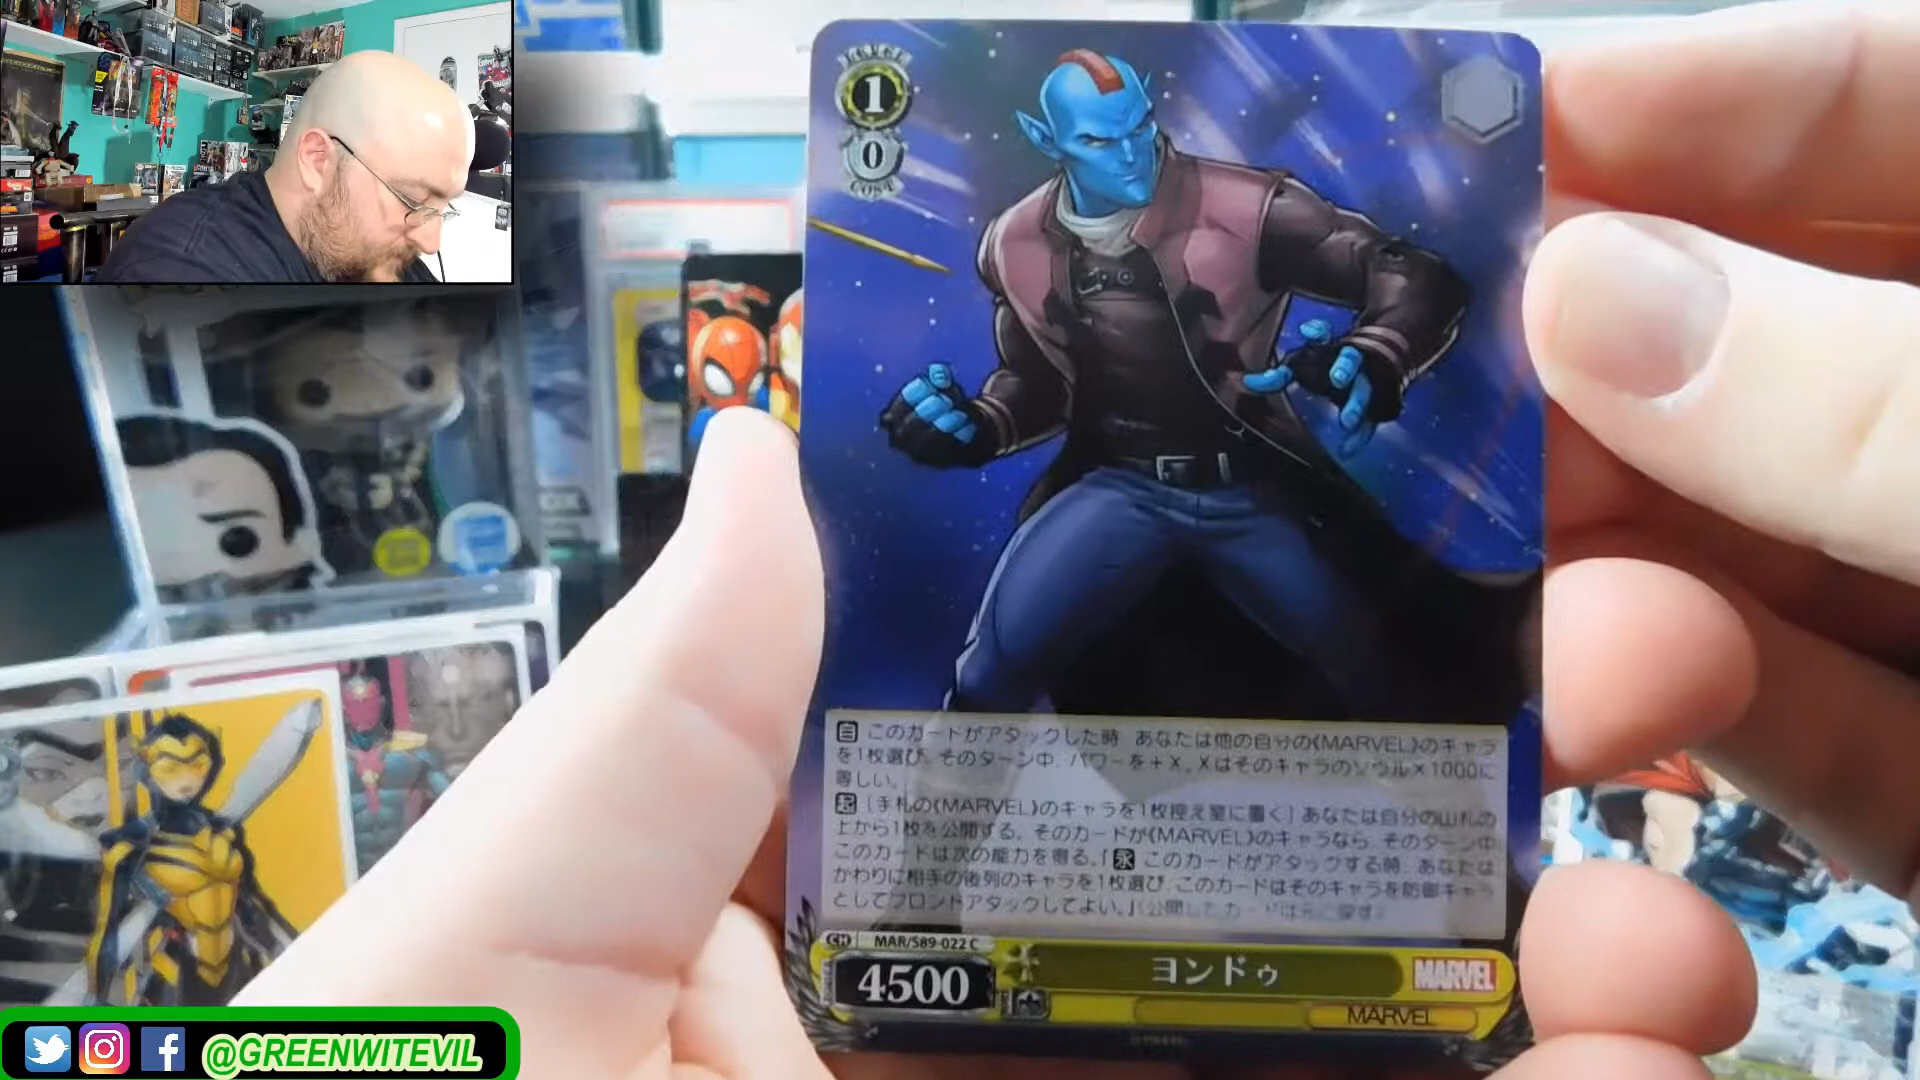 LEVEL
1
0
COST
自 このカードがアタックした時、あなたは他の自分の《MARVEL》のキャラ
を1枚選び、そのターン中、パワーを+X。Xはそのキャラのソウル×1000に
等しい。
起 [手札の《MARVEL》のキャラを1枚控え室に置く] あなたは自分の山札の
上から1枚を公開する。そのカードが《MARVEL》のキャラなら、そのターン中、
このカードは次の能力を得る。『永 このカードがアタックする時、あなたは
かわりに相手の後列のキャラを1枚選び、このカードはそのキャラを防御キャラ
としてフロントアタックしてよい。』(公開したカードは元に戻す)
CH MAR/S89-022 C
4500
ヨンドゥ
MARVEL
MARVEL
@GREENWITEVIL